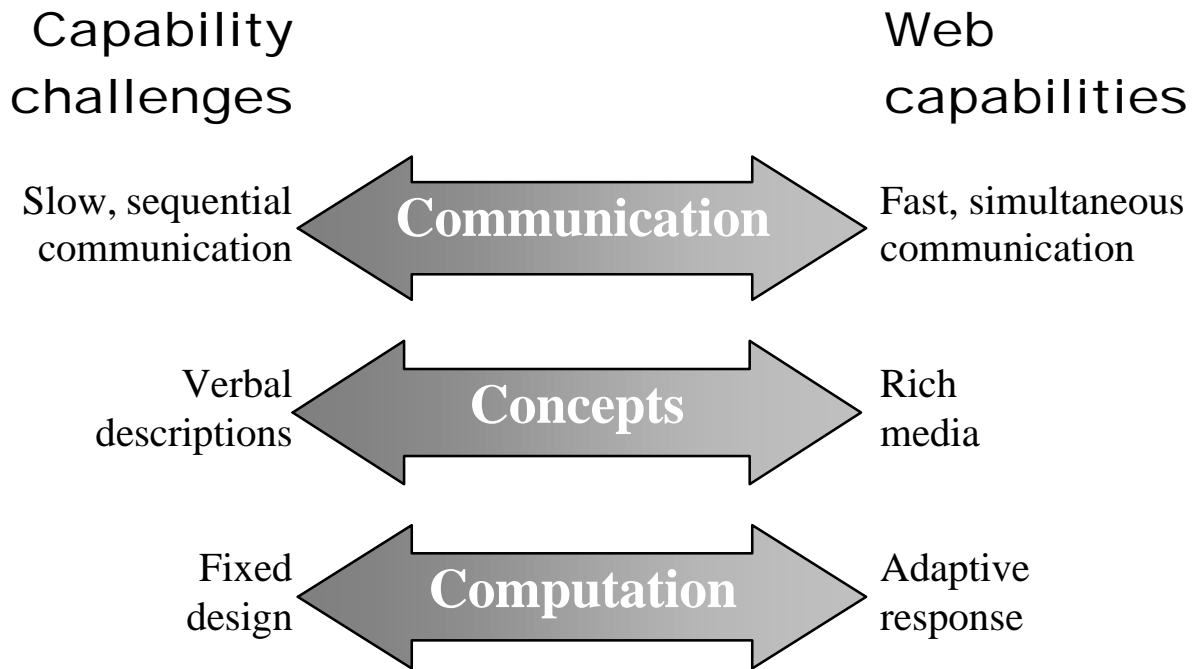 Capability
challenges
Web
capabilities
Slow, sequential
communication
Communication
Fast, simultaneous
communication
Verbal
descriptions
Concepts
Rich
media
Fixed
design
Computation
Adaptive
response